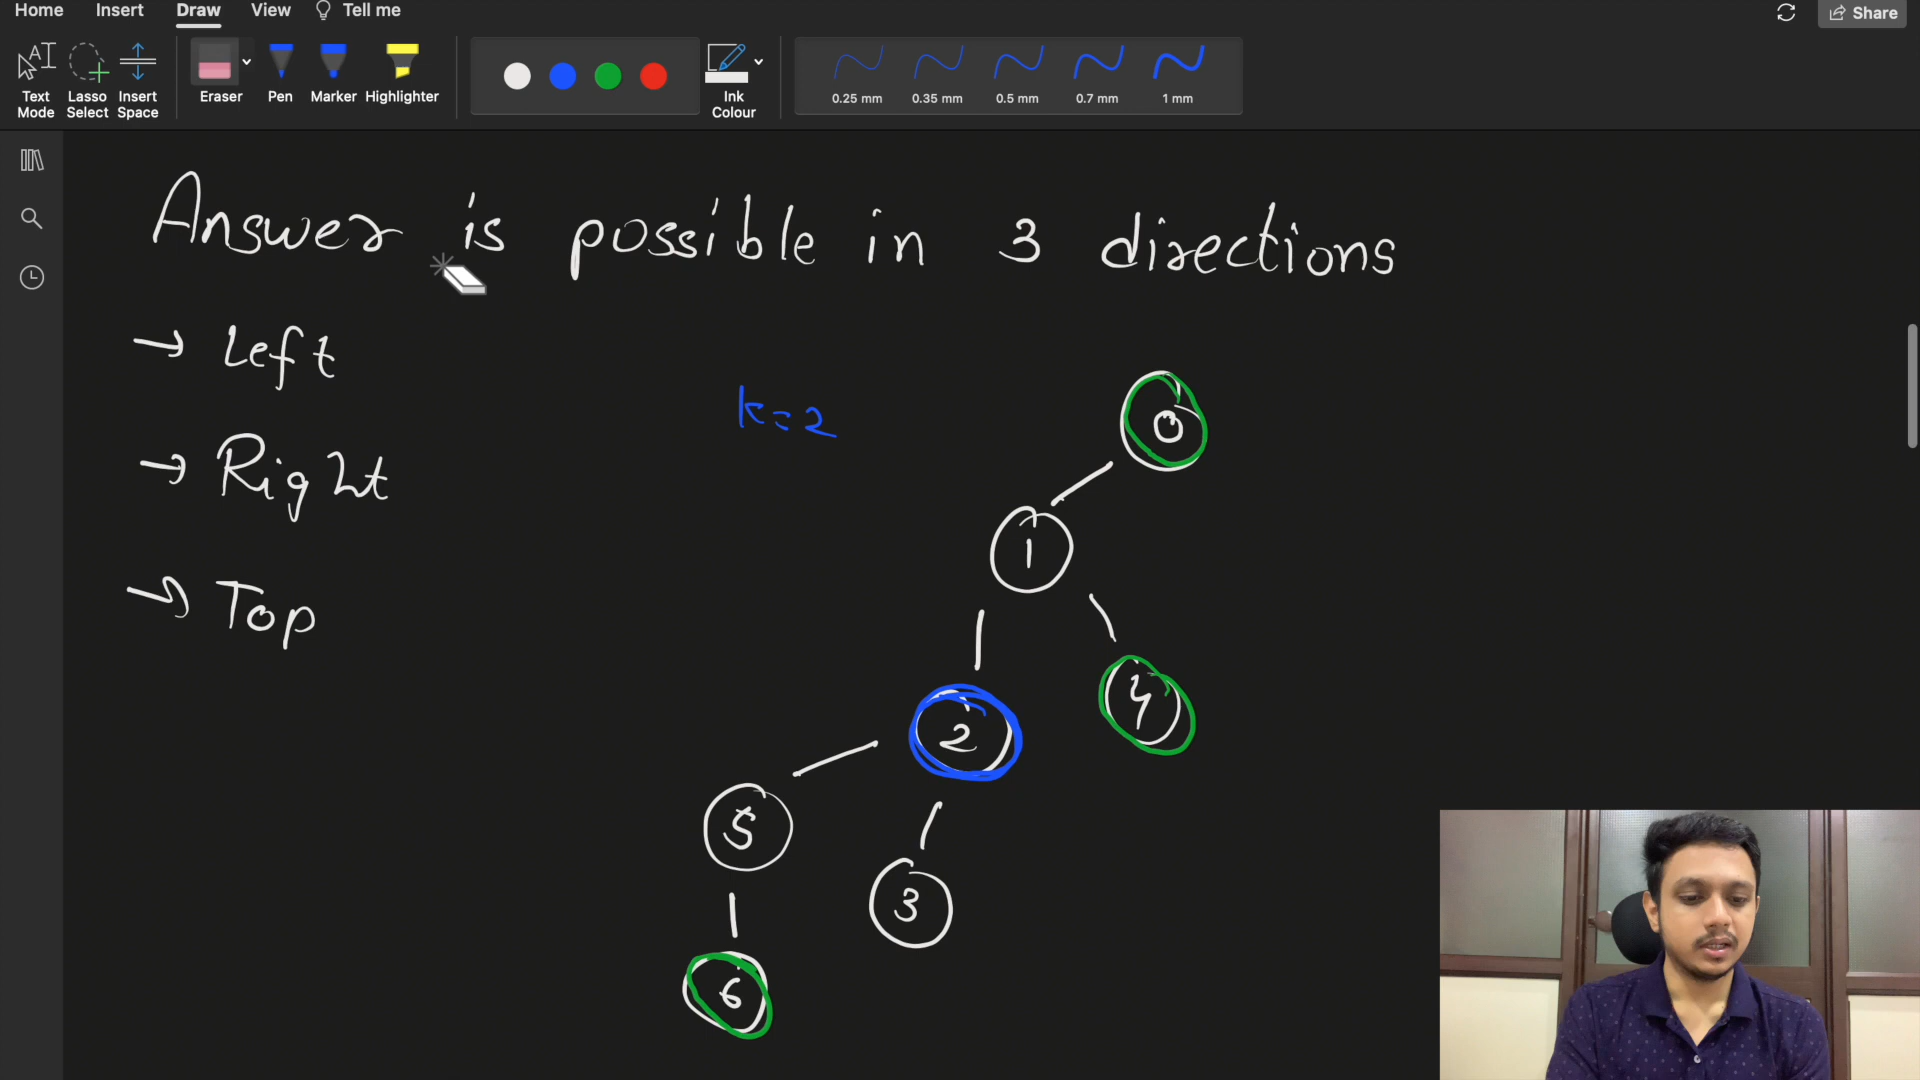 Home Insert Draw View Tell me Share
Text Mode
Lasso Select
Insert Space
Eraser
Pen
Marker
Highlighter
Ink Colour
0.25 mm
0.35 mm
0.5 mm
0.7 mm
1 mm
Answer is possible in 3 directions
→ Left
→ Right
→ Top
k=2
0
1
2
4
5
3
6